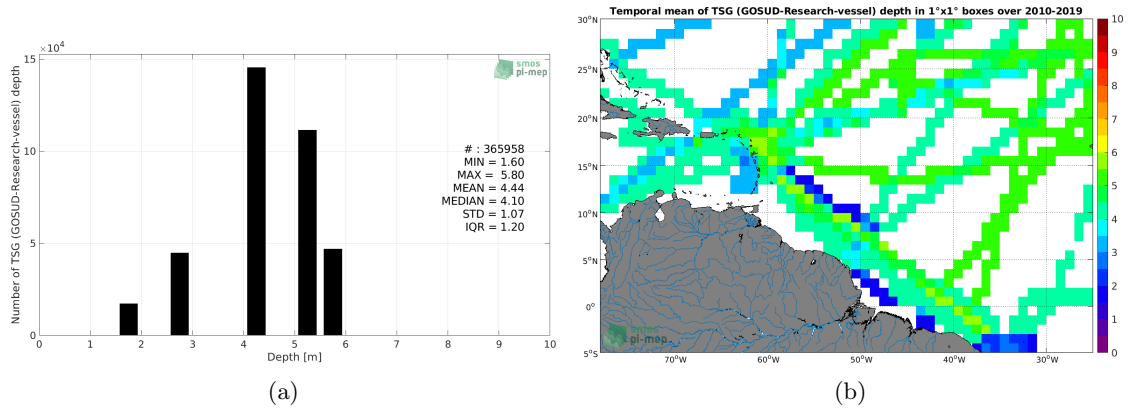 ×10⁴
15
10
5
0
Number of TSG (GOSUD-Research-vessel) depth
smos
pi-mep
# : 365958
MIN = 1.60
MAX = 5.80
MEAN = 4.44
MEDIAN = 4.10
STD = 1.07
IQR = 1.20
0 1 2 3 4 5 6 7 8 9 10
Depth [m]
(a)
Temporal mean of TSG (GOSUD-Research-vessel) depth in 1°x1° boxes over 2010-2019
30°N
25°N
20°N
15°N
10°N
5°N
0°
5°S
70°W 60°W 50°W 40°W 30°W
smos
pi-mep
10
9
8
7
6
5
4
3
2
1
0
(b)